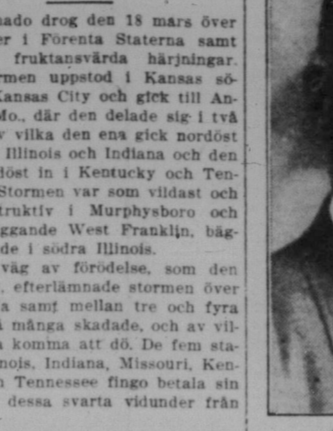 nado drog den 18 mars över
r i Förenta Staterna samt
fruktansvärda härjningar.
rmen uppstod i Kansas sö-
Kansas City och gick till An-
Mo., där den delade sig i två
v vilka den ena gick nordöst
Illinois och Indiana och den
döst in i Kentucky och Ten-
Stormen var som vildast och
truktiv i Murphysboro och
ggande West Franklin, bäg-
de i södra Illinois.
väg av förödelse, som den
, efterlämnade stormen över
a samt mellan tre och fyra
i många skadade, och av vil-
a komma att dö. De fem sta-
inois, Indiana, Missouri, Ken-
h Tennessee fingo betala sin
dessa svarta vidunder från